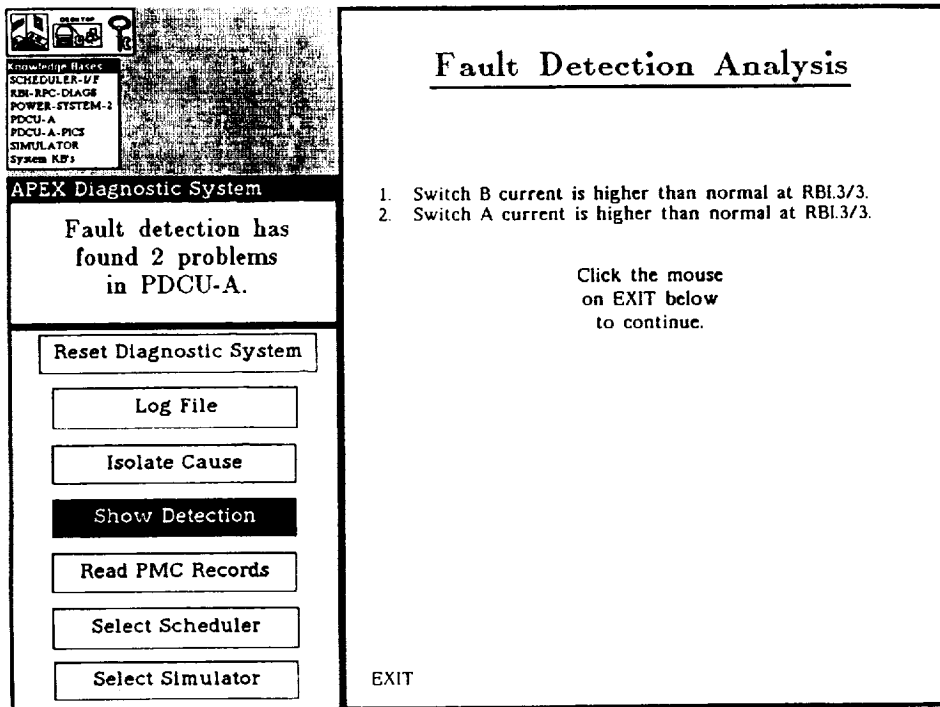 DESKTOP
Knowledge Bases
SCHEDULER-I/F
RBI-RPC-DIAGS
POWER-SYSTEM-2
PDCU-A
PDCU-A-PICS
SIMULATOR
System KB's
APEX Diagnostic System
Fault detection has
found 2 problems
in PDCU-A.
Reset Diagnostic System
Log File
Isolate Cause
Show Detection
Read PMC Records
Select Scheduler
Select Simulator
Fault Detection Analysis
1. Switch B current is higher than normal at RBI.3/3.
2. Switch A current is higher than normal at RBI.3/3.
Click the mouse
on EXIT below
to continue.
EXIT